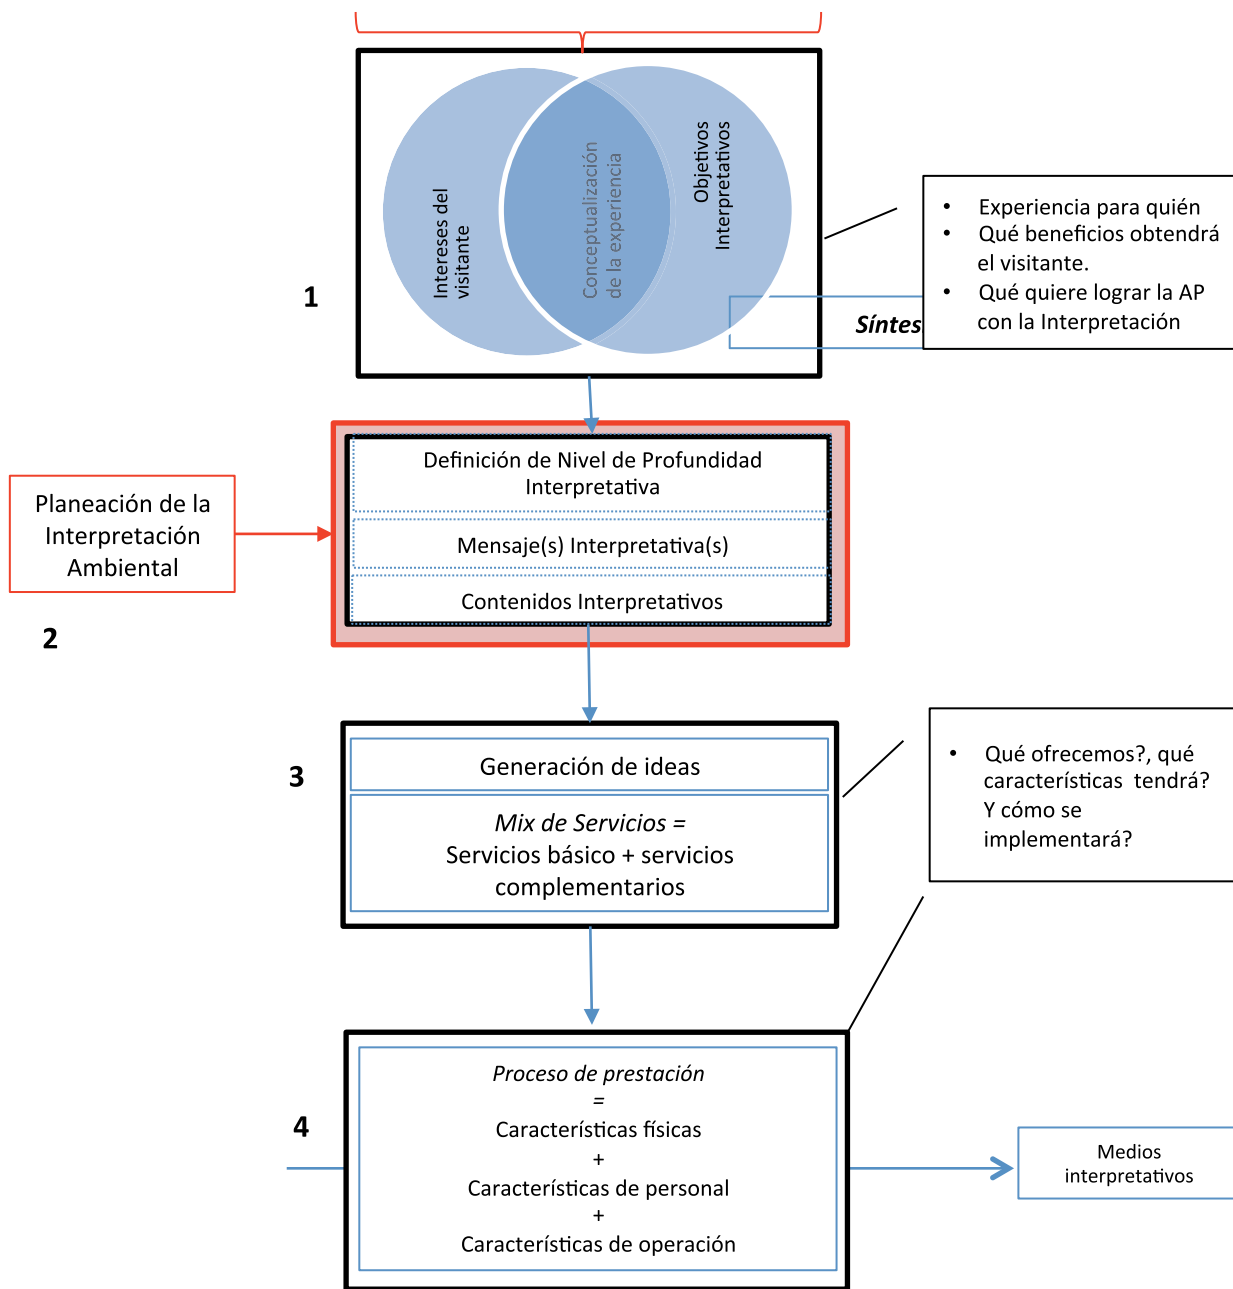 Intereses del
visitante
Conceptualización
de la experiencia
Objetivos
Interpretativos
1
Síntes
• Experiencia para quién
• Qué beneficios obtendrá
el visitante.
• Qué quiere lograr la AP
con la Interpretación
Planeación de la
Interpretación
Ambiental
2
Definición de Nivel de Profundidad
Interpretativa
Mensaje(s) Interpretativa(s)
Contenidos Interpretativos
3
Generación de ideas
Mix de Servicios =
Servicios básico + servicios
complementarios
• Qué ofrecemos?, qué
características tendrá?
Y cómo se
implementará?
4
Proceso de prestación
=
Características físicas
+
Características de personal
+
Características de operación
Medios
interpretativos